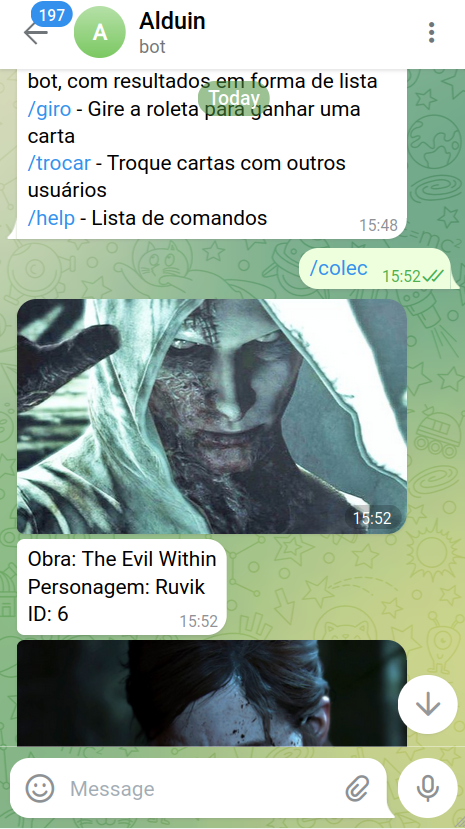 197
A
Alduin
bot
bot, com resultados em forma de lista
Today
/giro - Gire a roleta para ganhar uma
carta
/trocar - Troque cartas com outros
usuários
/help - Lista de comandos
15:48
/colec
15:52
15:52
Obra: The Evil Within
Personagem: Ruvik
ID: 6
15:52
Message